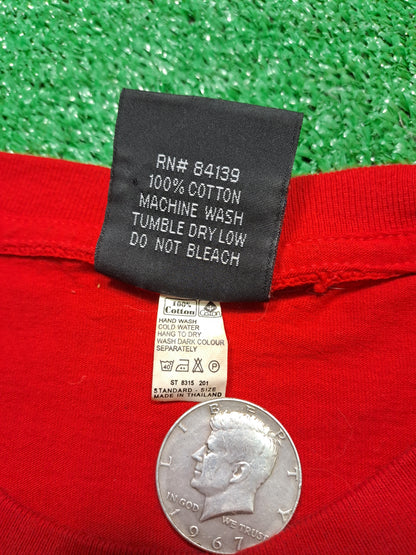 RN# 84139
100% COTTON
MACHINE WASH
TUMBLE DRY LOW
DO NOT BLEACH
100%
Cotton
Cotton
HAND WASH
COLD WATER
HANG TO DRY
WASH DARK COLOUR
SEPARATELY
40
P
ST 8315 201
STANDARD - SIZE
MADE IN THAILAND
LIBERTY
IN GOD WE TRUST
1967